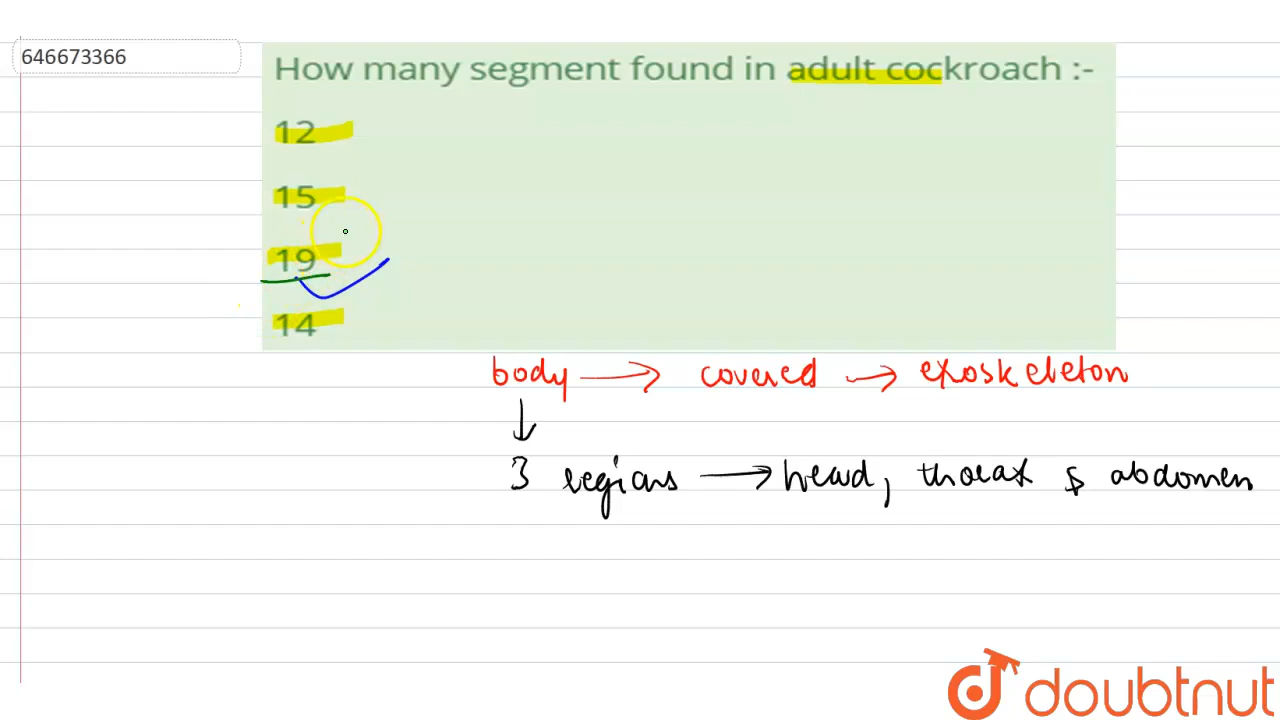 646673366
How many segment found in adult cockroach :-
12
15
19
14
body → covered → exoskeleton
↓
3 regions → head, thorax & abdomen
doubtnut